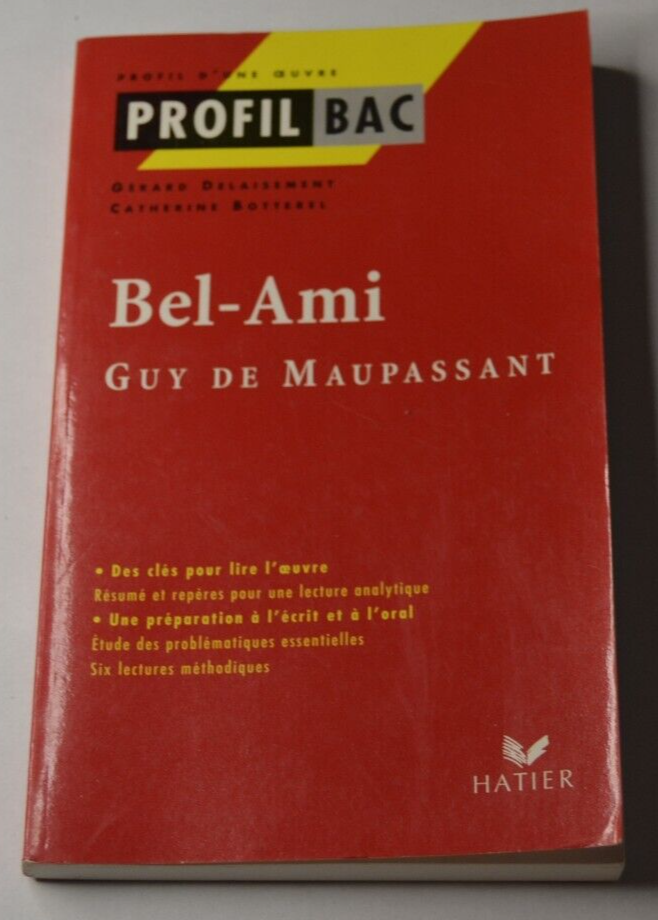 PROFIL D'UNE ŒUVRE
PROFIL BAC
GÉRARD DELAISEMENT
CATHERINE BOTTEREL
Bel-Ami
GUY DE MAUPASSANT
• Des clés pour lire l'œuvre
Résumé et repères pour une lecture analytique
• Une préparation à l'écrit et à l'oral
Étude des problématiques essentielles
Six lectures méthodiques
HATIER